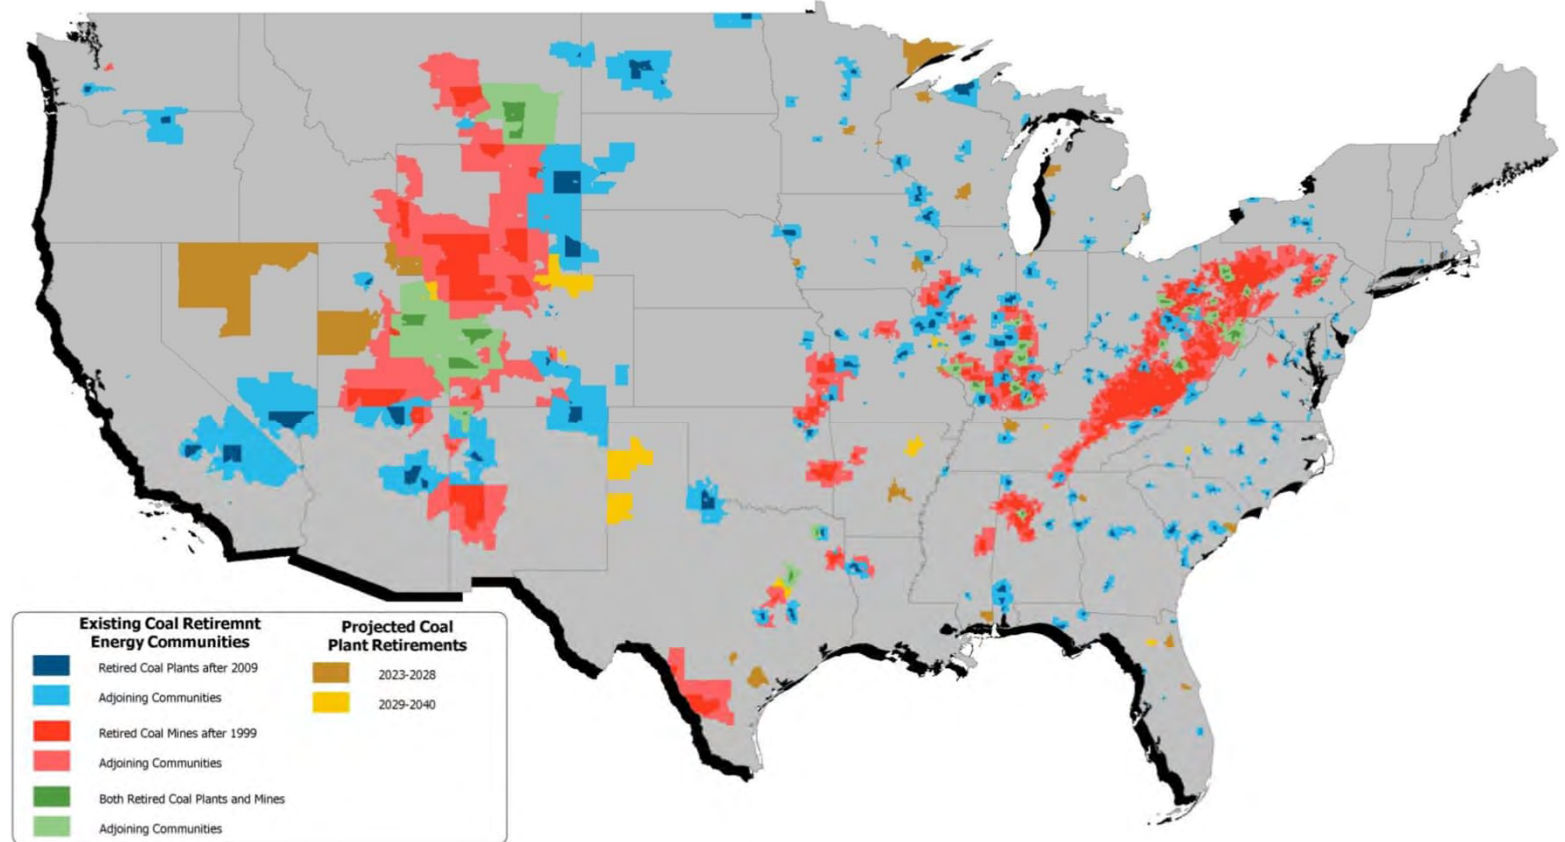 Existing Coal Retiremnt
Energy Communities
Retired Coal Plants after 2009
Adjoining Communities
Retired Coal Mines after 1999
Adjoining Communities
Both Retired Coal Plants and Mines
Adjoining Communities
Projected Coal
Plant Retirements
2023-2028
2029-2040